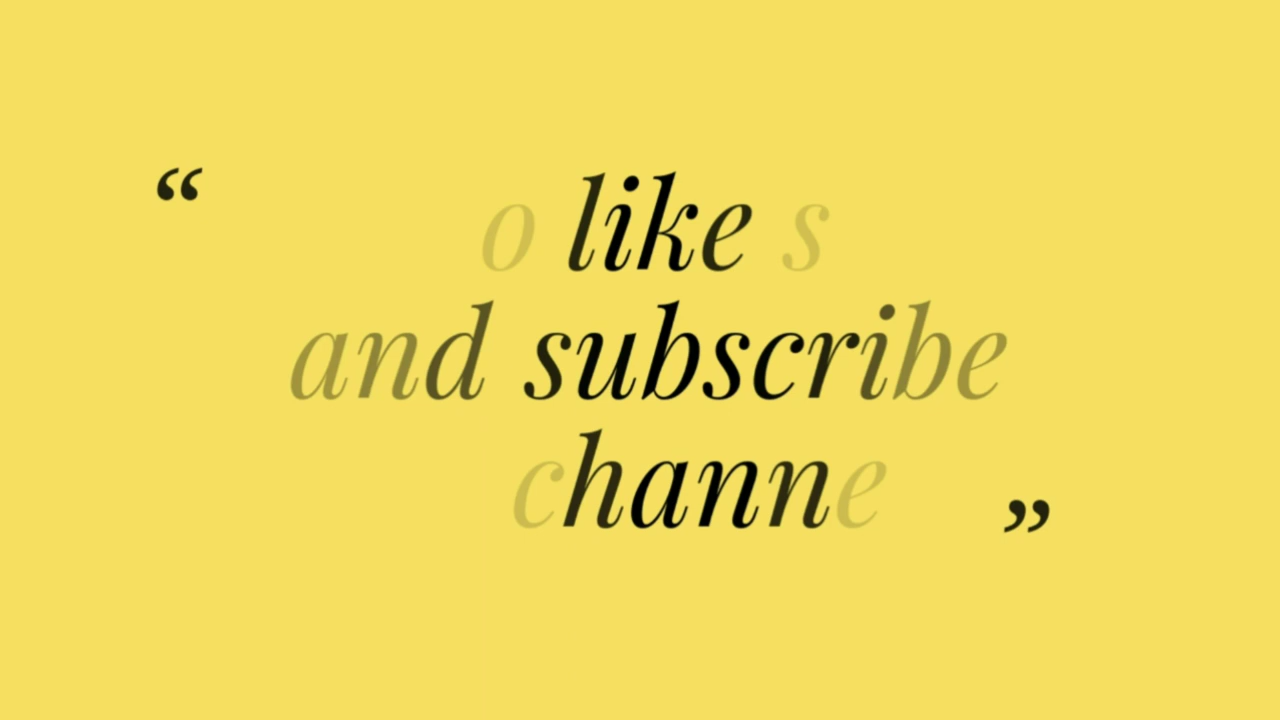 “ o like s
and subscribe
channe ”